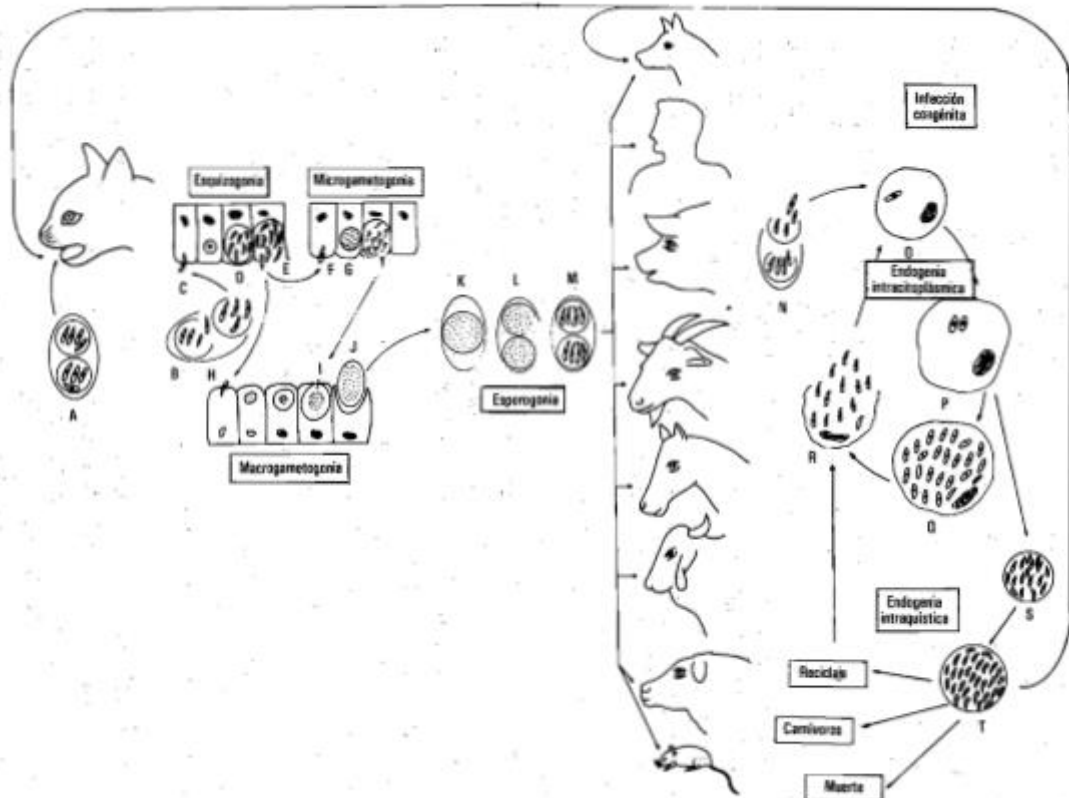 Infección
congénita
Esquizogonia
Microgametogonia
C
D
E
F
G
O
N
Endogenia
intracitoplásmica
B
H
A
I
J
K
L
M
P
Esporogonia
Macrogametogonia
R
Q
Endogenia
intraquística
S
Reciclaje
T
Carnívoros
Muerte